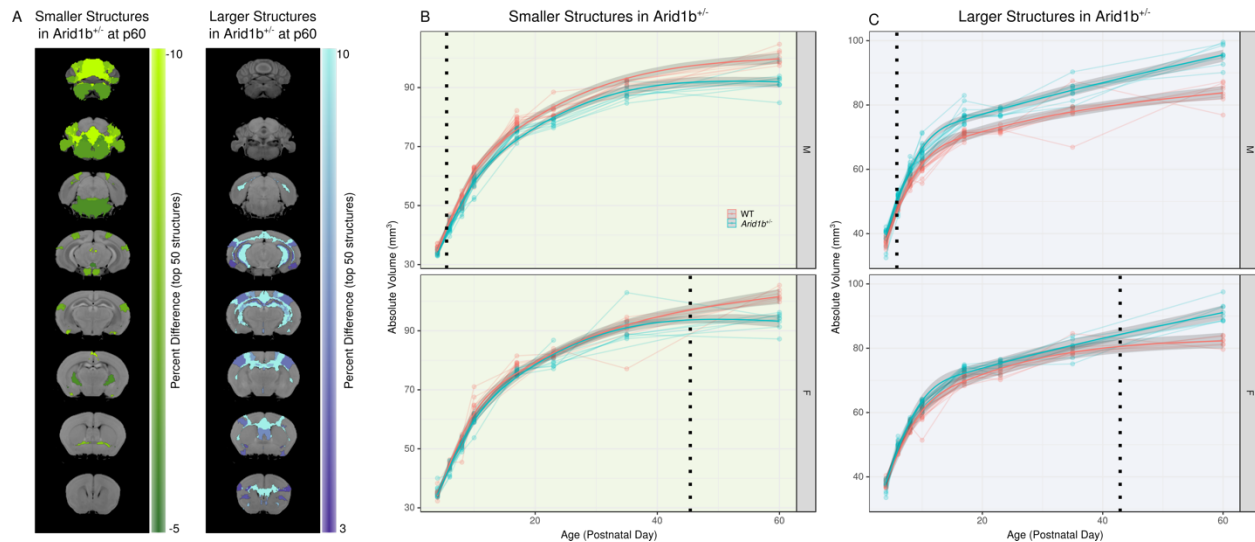 A
Smaller Structures
in Arid1b+/- at p60
Larger Structures
in Arid1b+/- at p60
-10
-5
Percent Difference (top 50 structures)
10
3
Percent Difference (top 50 structures)
B
Smaller Structures in Arid1b+/-
90
70
50
30
M
WT
Arid1b+/-
90
70
50
30
F
Absolute Volume (mm3)
20
40
60
Age (Postnatal Day)
C
Larger Structures in Arid1b+/-
100
80
60
40
M
100
80
60
40
F
Absolute Volume (mm3)
20
40
60
Age (Postnatal Day)